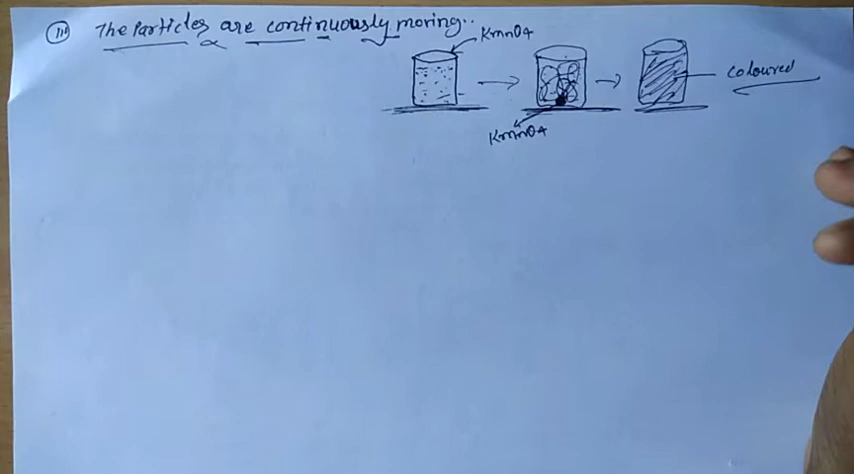 (iii) The Particles are continuously moving..
KmnO4
coloured
KmnO4